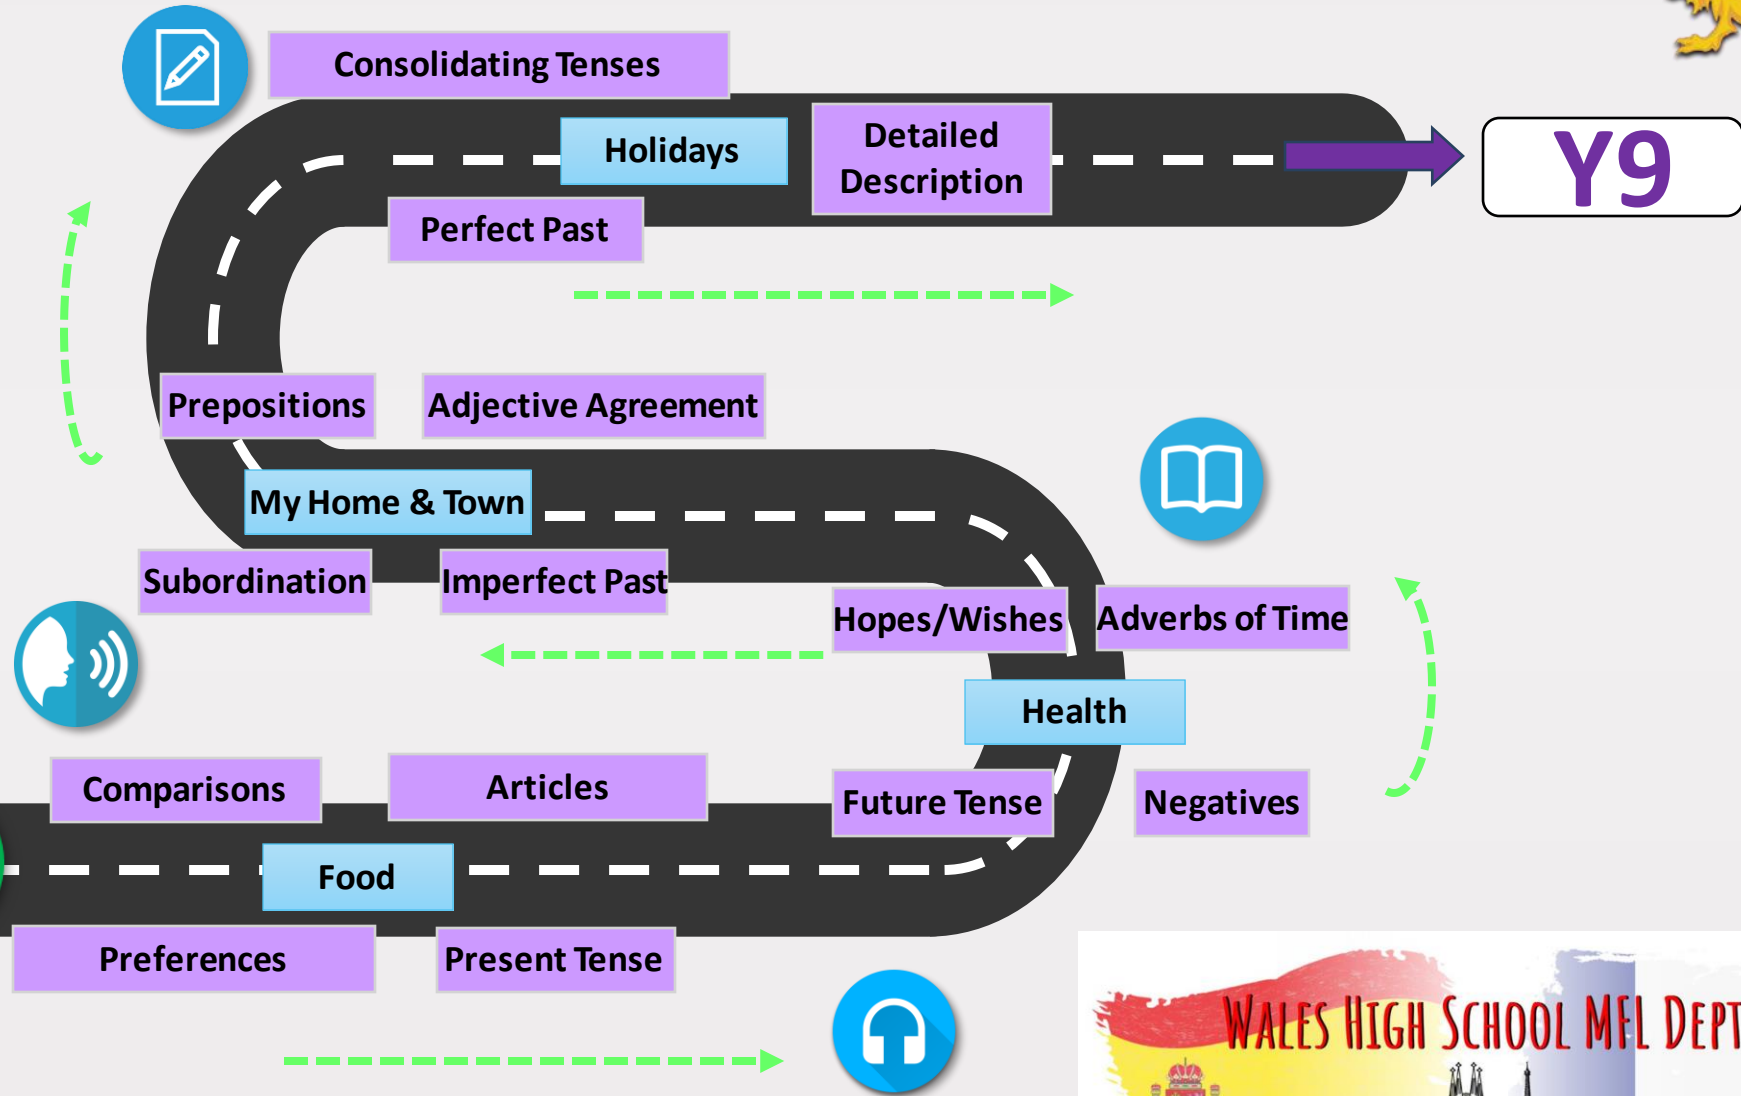 Consolidating Tenses
Holidays
Detailed
Description
Y9
Perfect Past
Prepositions
Adjective Agreement
My Home & Town
Subordination
Imperfect Past
Hopes/Wishes
Adverbs of Time
Health
Comparisons
Articles
Future Tense
Negatives
Food
Preferences
Present Tense
WALES HIGH SCHOOL MFL DEPT